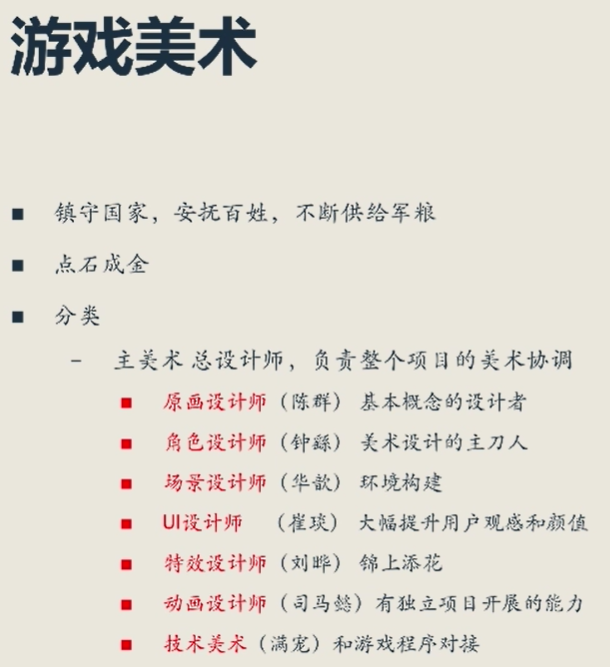 游戏美术
镇守国家，安抚百姓，不断供给军粮
点石成金
分类
– 主美术 总设计师，负责整个项目的美术协调
原画设计师（陈群） 基本概念的设计者
角色设计师（钟繇） 美术设计的主刀人
场景设计师（华歆） 环境构建
UI设计师 （崔琰） 大幅提升用户观感和颜值
特效设计师（刘晔） 锦上添花
动画设计师（司马懿）有独立项目开展的能力
技术美术（满宠）和游戏程序对接